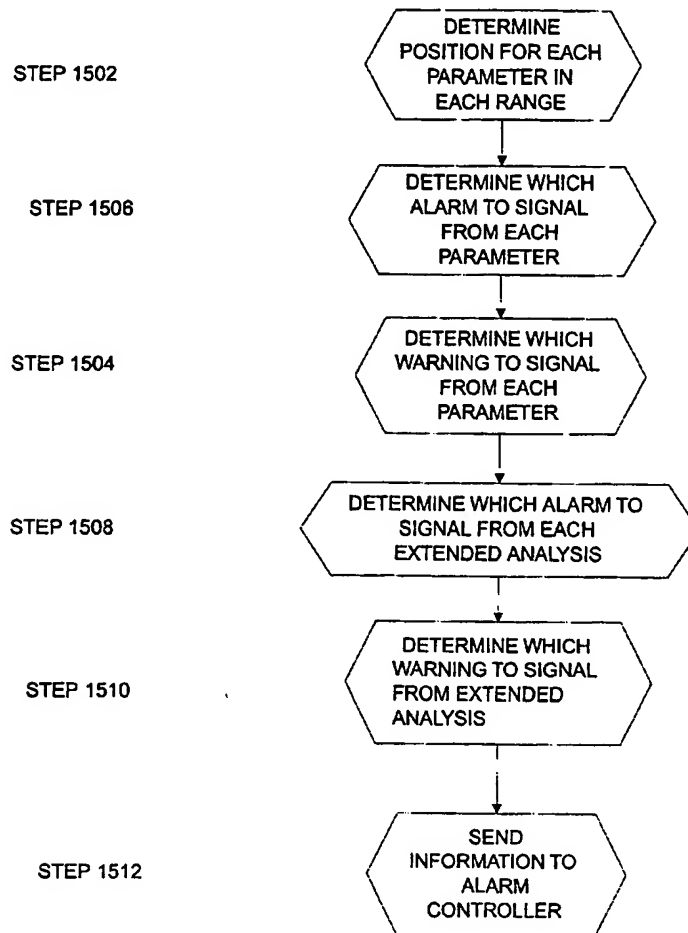 STEP 1502
DETERMINE
POSITION FOR EACH
PARAMETER IN
EACH RANGE
STEP 1506
DETERMINE WHICH
ALARM TO SIGNAL
FROM EACH
PARAMETER
STEP 1504
DETERMINE WHICH
WARNING TO SIGNAL
FROM EACH
PARAMETER
STEP 1508
DETERMINE WHICH ALARM TO
SIGNAL FROM EACH
EXTENDED ANALYSIS
STEP 1510
DETERMINE WHICH
WARNING TO SIGNAL
FROM EXTENDED
ANALYSIS
STEP 1512
SEND
INFORMATION TO
ALARM
CONTROLLER